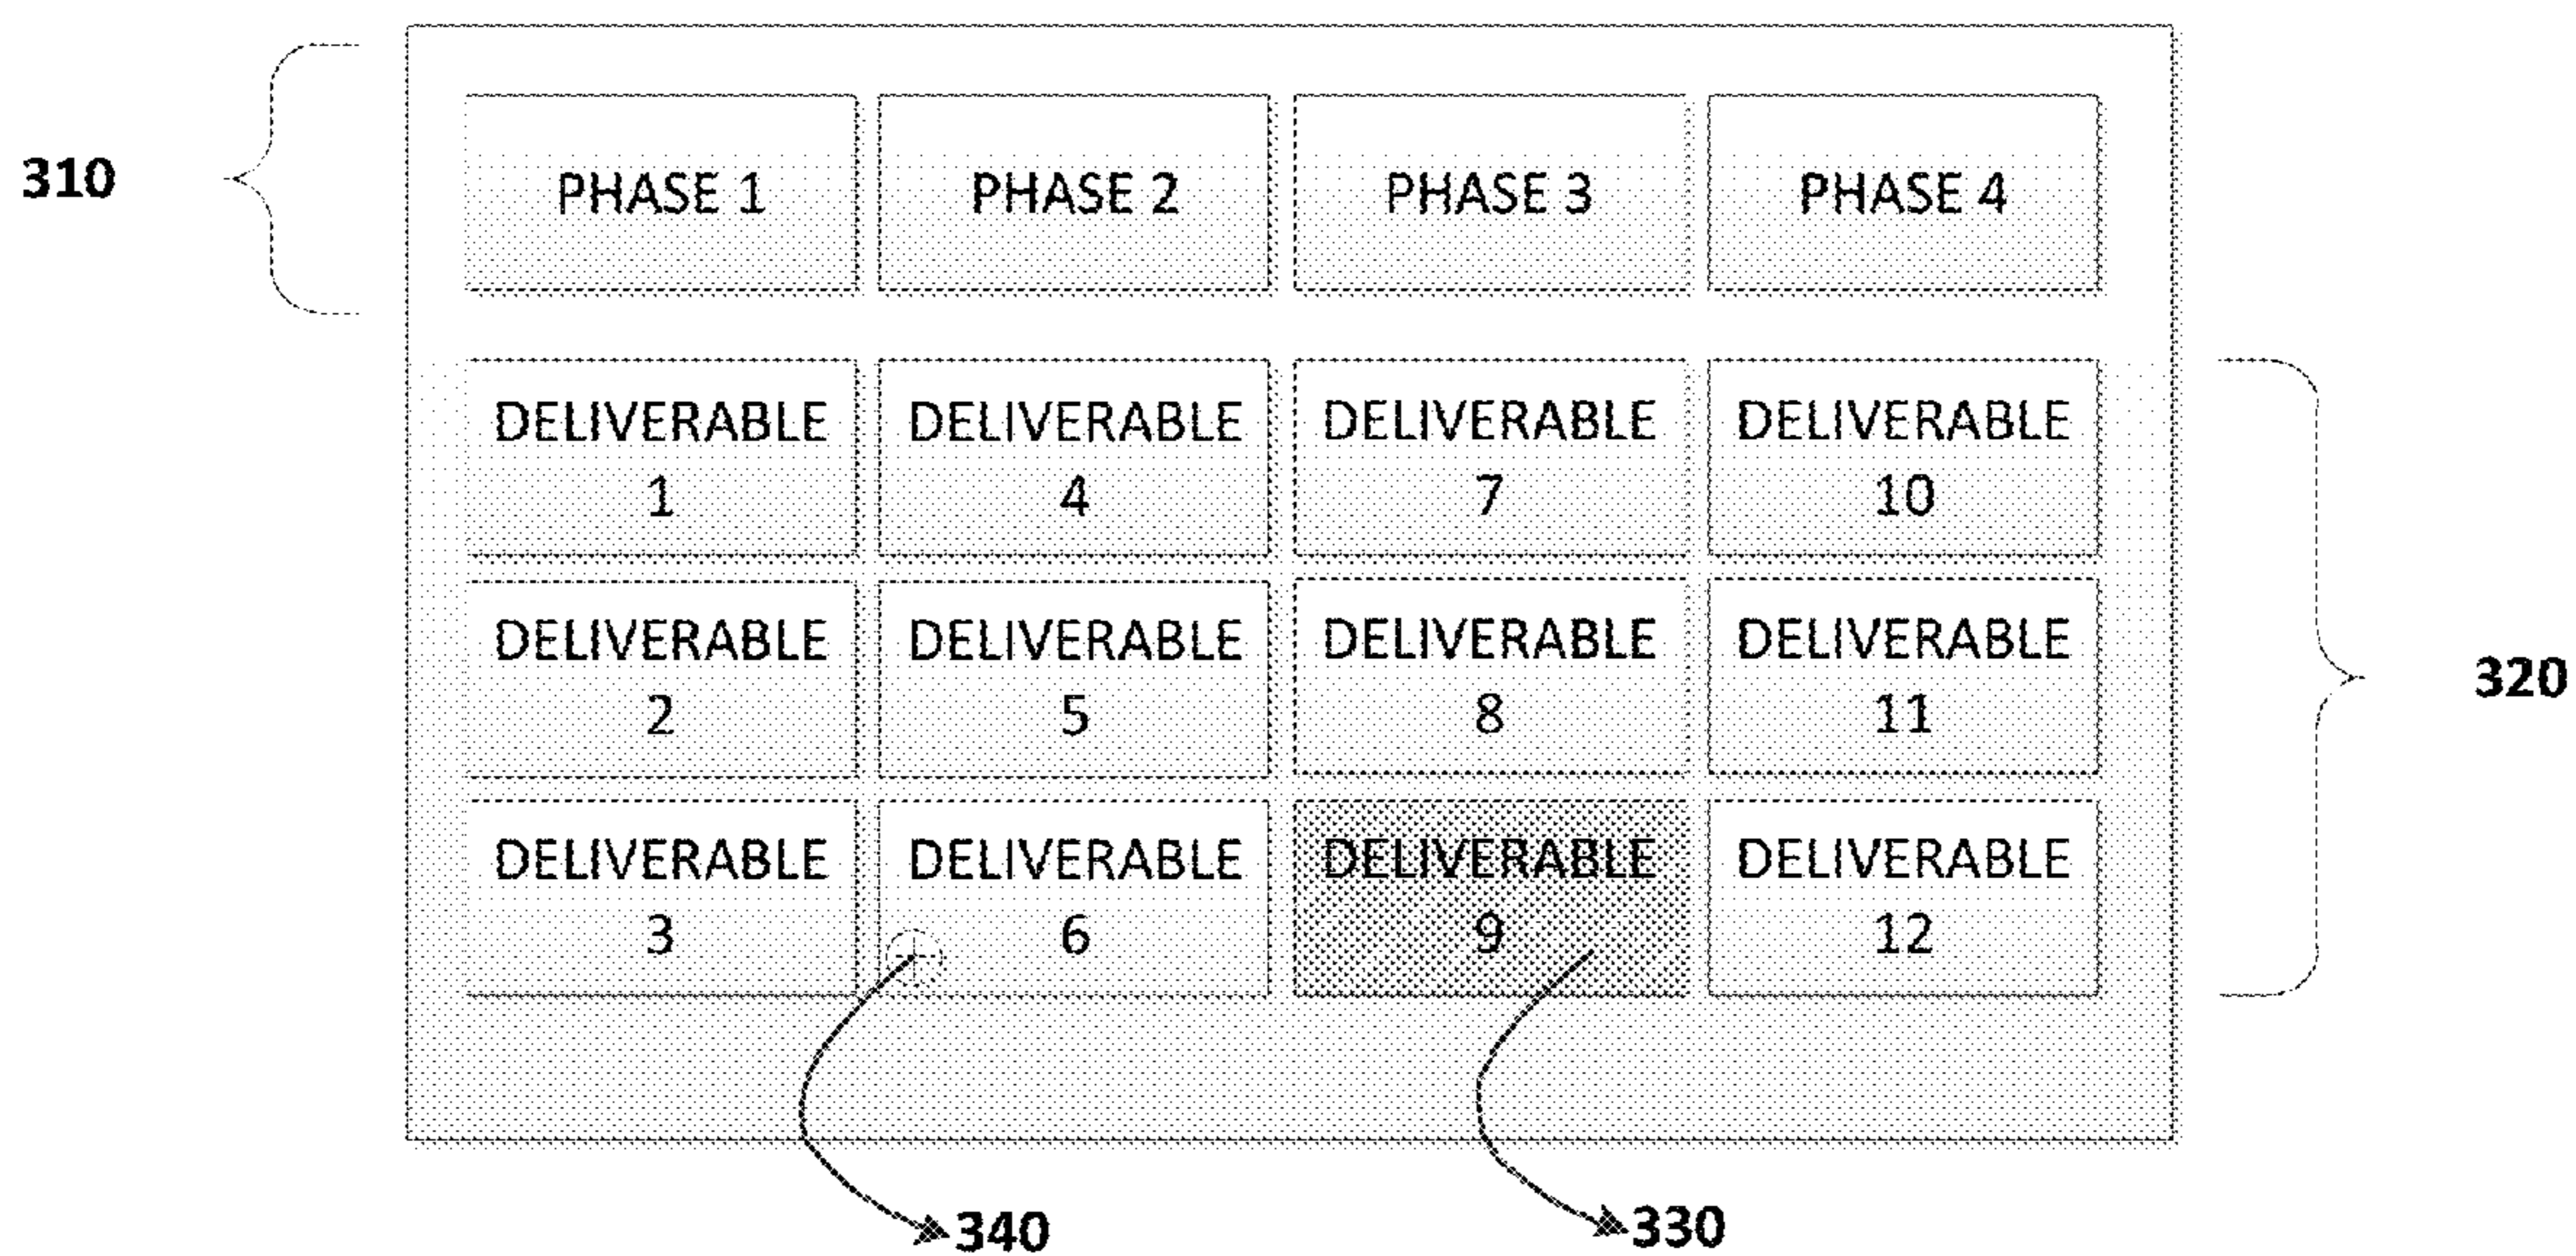 310
PHASE 1
PHASE 2
PHASE 3
PHASE 4
DELIVERABLE
1
DELIVERABLE
4
DELIVERABLE
7
DELIVERABLE
10
DELIVERABLE
2
DELIVERABLE
5
DELIVERABLE
8
DELIVERABLE
11
320
DELIVERABLE
3
DELIVERABLE
6
DELIVERABLE
9
DELIVERABLE
12
340
330